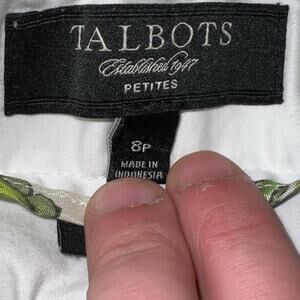 TALBOTS
Established 1947
PETITES
8P
MADE IN
INDONESIA